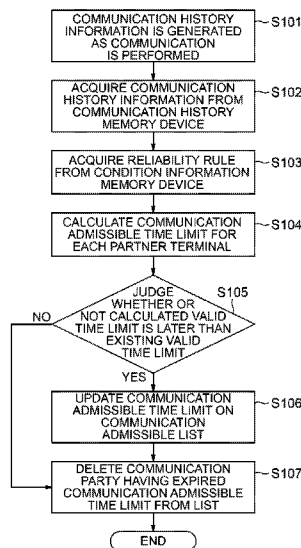 COMMUNICATION HISTORY
INFORMATION IS GENERATED
AS COMMUNICATION
IS PERFORMED
S101
ACQUIRE COMMUNICATION
HISTORY INFORMATION FROM
COMMUNICATION HISTORY
MEMORY DEVICE
S102
ACQUIRE RELIABILITY RULE
FROM CONDITION INFORMATION
MEMORY DEVICE
S103
CALCULATE COMMUNICATION
ADMISSIBLE TIME LIMIT FOR
EACH PARTNER TERMINAL
S104
JUDGE
WHETHER OR
NOT CALCULATED VALID
TIME LIMIT IS LATER THAN
EXISTING VALID
TIME LIMIT
S105
NO
YES
UPDATE COMMUNICATION
ADMISSIBLE TIME LIMIT ON
COMMUNICATION
ADMISSIBLE LIST
S106
DELETE COMMUNICATION
PARTY HAVING EXPIRED
COMMUNICATION ADMISSIBLE
TIME LIMIT FROM LIST
S107
END